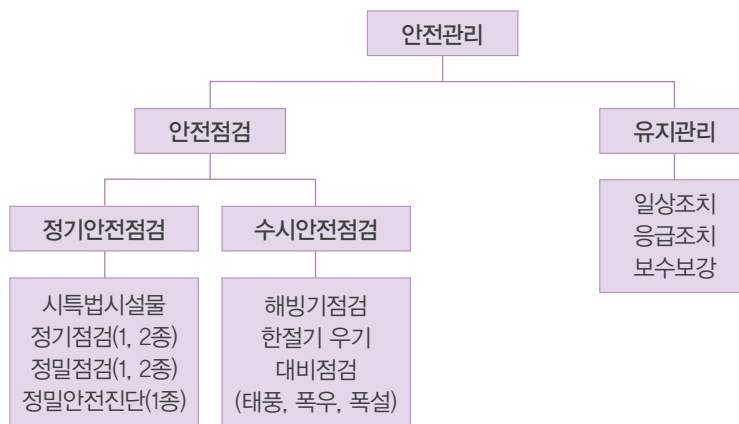 안전관리
안전점검
유지관리
일상조치
응급조치
보수보강
정기안전점검
수시안전점검
시특법시설물
정기점검(1, 2종)
정밀점검(1, 2종)
정밀안전진단(1종)
해빙기점검
한절기 우기
대비점검
(태풍, 폭우, 폭설)